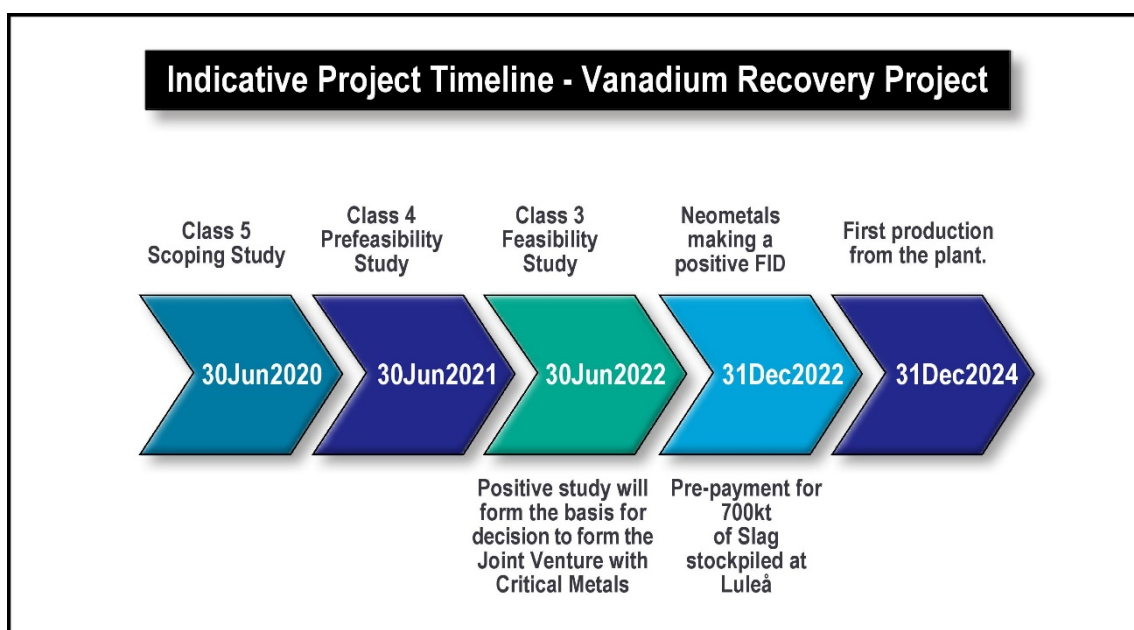 Indicative Project Timeline - Vanadium Recovery Project
Class 5
Scoping Study
Class 4
Prefeasibility
Study
Class 3
Feasibility
Study
Neometals
making a
positive FID
First production
from the plant.
30Jun2020
30Jun2021
30Jun2022
31Dec2022
31Dec2024
Positive study will
form the basis for
decision to form the
Joint Venture with
Critical Metals
Pre-payment for
700kt
of Slag
stockpiled at
Luleå